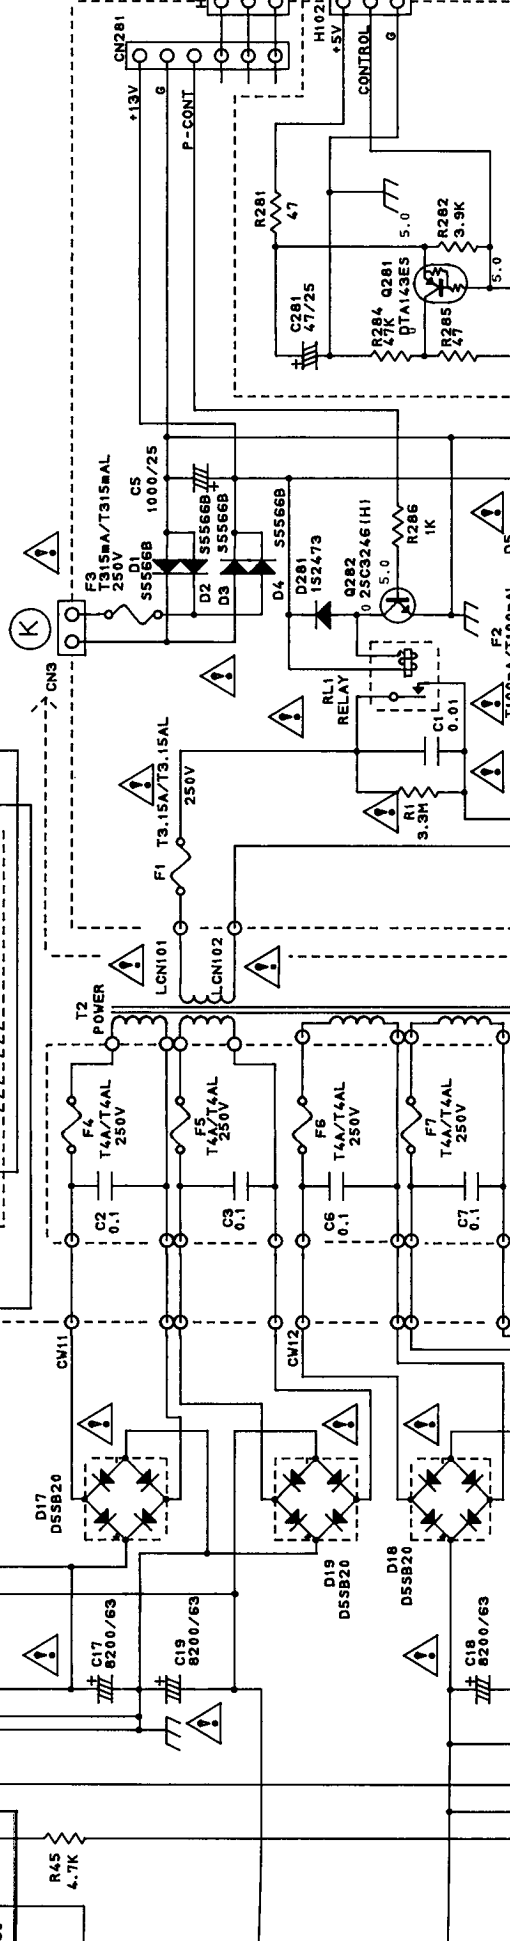 CN281
+13V
G
P-CONT
H102
+5V
CONTROL
G
R281
47
5.0
R282
3.9K
C281
47/25
+
Q281
DTA143ES
0
5.0
R284
47K
R285
47
C5
1000/25
+
F3
T315mA/T315mAL
250V
D1
S5566B
D2
S5566B
D3
S5566B
D4
S5566B
D281
1S2473
Q282
2SC3246(H)
0
5.0
R286
1K
D5
K
CN3
F2
RL1
RELAY
C1
0.01
R1
3.3M
F1
T3.15A/T3.15AL
250V
LCN101
LCN102
T2
POWER
F4
T4A/T4AL
250V
F5
T4A/T4AL
250V
F6
T4A/T4AL
250V
F7
T4A/T4AL
250V
C2
0.1
C3
0.1
C6
0.1
C7
0.1
CW11
CW12
D17
D5SB20
D19
D5SB20
D18
D5SB20
C17
8200/63
+
C19
8200/63
+
C18
8200/63
+
R45
4.7K